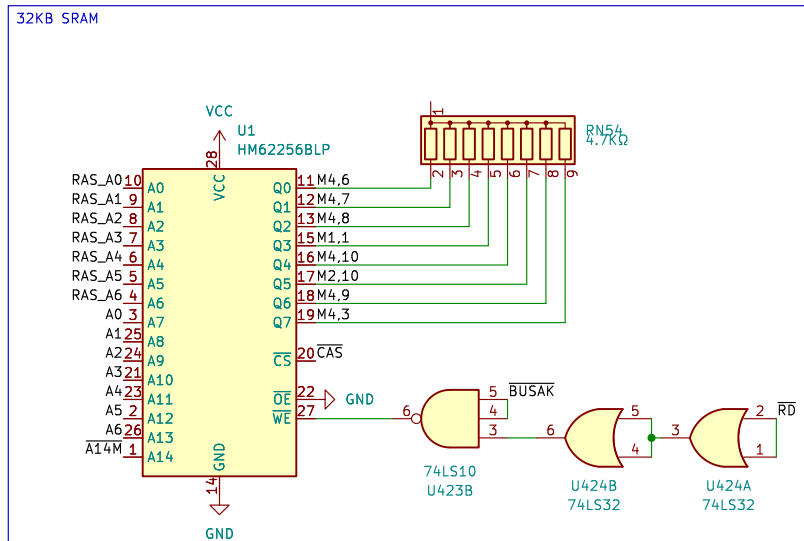 32KB SRAM
VCC
U1
HM62256BLP
28
VCC
1
RN54
4.7KΩ
2 3 4 5 6 7 8 9
RAS_A0 10 A0 Q0 11 M4,6
RAS_A1 9 A1 Q1 12 M4,7
RAS_A2 8 A2 Q2 13 M4,8
RAS_A3 7 A3 Q3 15 M1,1
RAS_A4 6 A4 Q4 16 M4,10
RAS_A5 5 A5 Q5 17 M2,10
RAS_A6 4 A6 Q6 18 M4,9
A0 3 A7 Q7 19 M4,3
A1 25 A8
A2 24 A9 CS 20 CAS
A3 21 A10
A4 23 A11 OE 22 GND
A5 2 A12 WE 27
A6 26 A13
A14M 1 A14
GND
14
GND
6 5 BUSAK
4
3
74LS10
U423B
6 5
4
U424B
74LS32
3 2 RD
1
U424A
74LS32